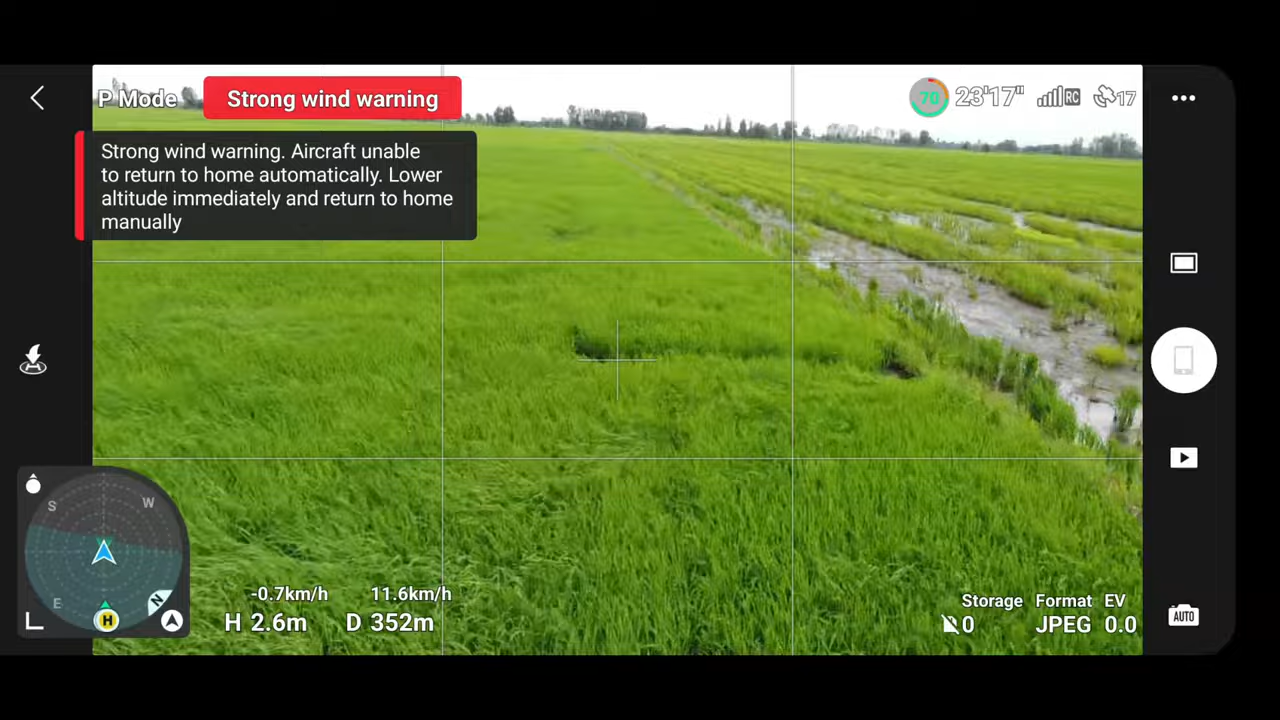 P Mode
Strong wind warning
70
23'17"
RC
17
Strong wind warning. Aircraft unable
to return to home automatically. Lower
altitude immediately and return to home
manually
S
W
E
N
H
-0.7km/h
11.6km/h
H 2.6m
D 352m
Storage
Format
EV
0
JPEG
0.0
AUTO